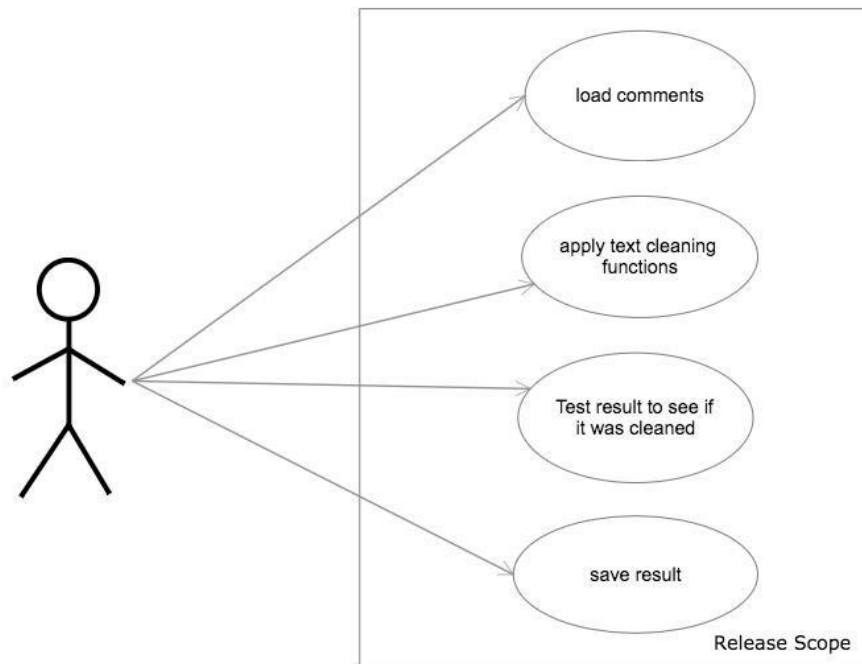 load comments
apply text cleaning
functions
Test result to see if
it was cleaned
save result
Release Scope